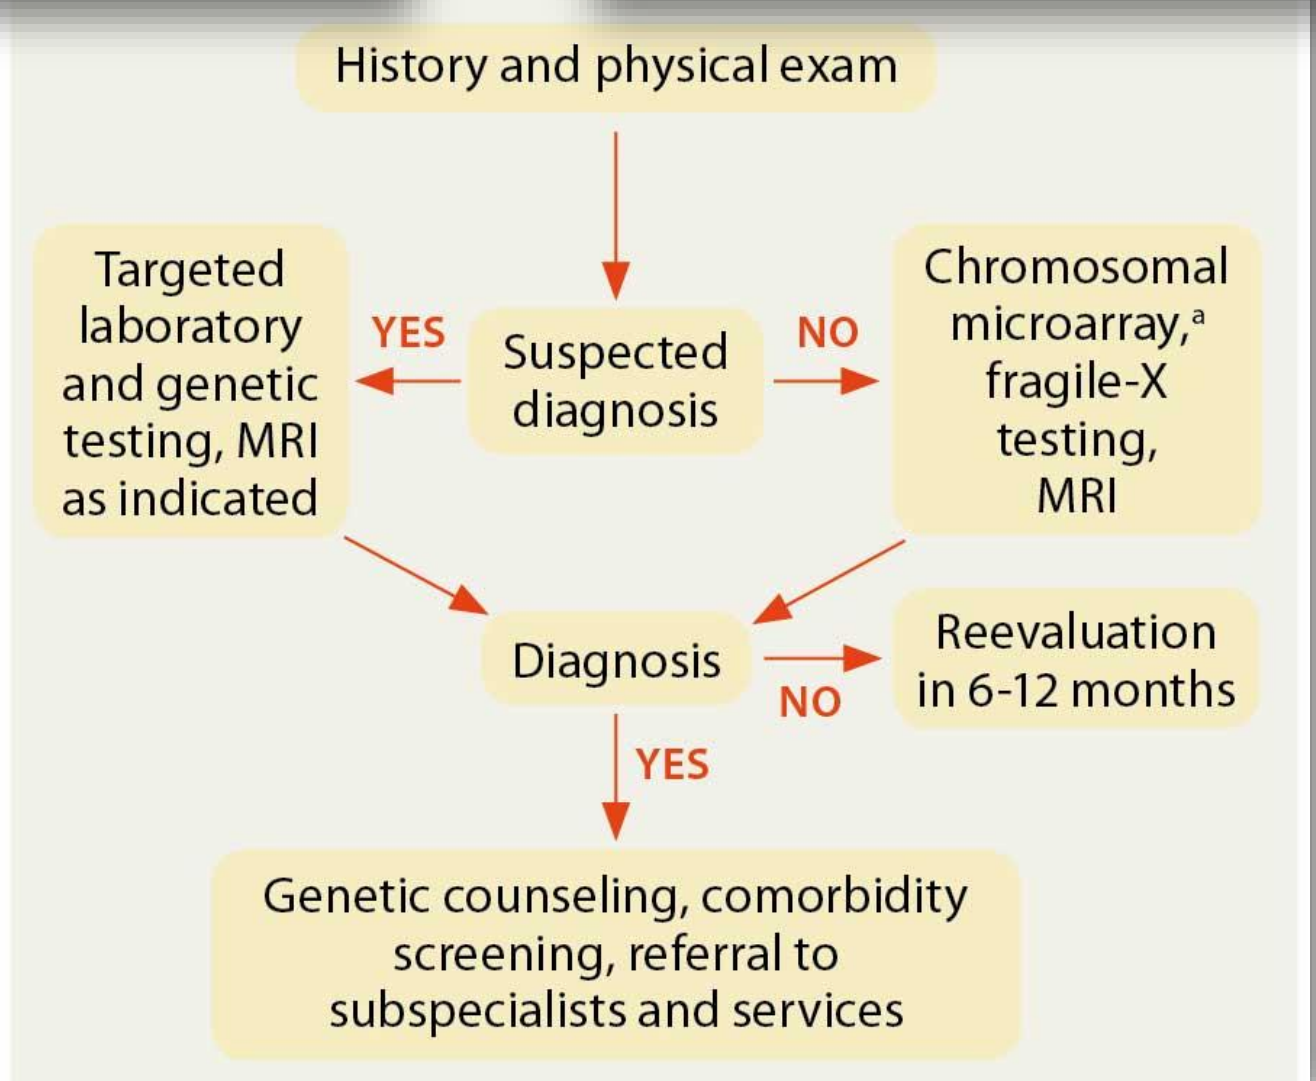 History and physical exam
Targeted
laboratory
and genetic
testing, MRI
as indicated
YES
Suspected
diagnosis
NO
Chromosomal
microarray,ᵃ
fragile-X
testing,
MRI
Diagnosis
NO
Reevaluation
in 6-12 months
YES
Genetic counseling, comorbidity
screening, referral to
subspecialists and services